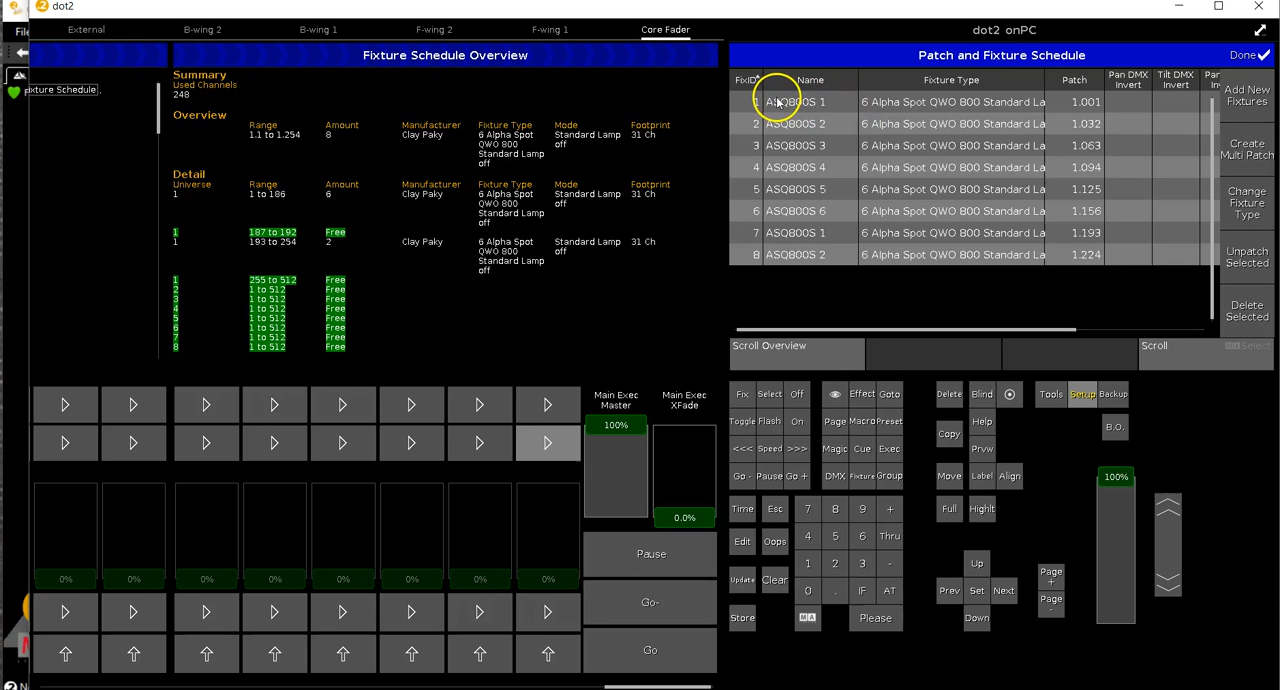 dot2
External B-wing 2 B-wing 1 F-wing 2 F-wing 1 Core Fader dot2 onPC
Fixture Schedule Overview
Patch and Fixture Schedule
Done
Fil
ixture Schedule
Summary
Used Channels
248
Overview
Range Amount Manufacturer Fixture Type Mode Footprint
1.1 to 1.254 8 Clay Paky 6 Alpha Spot Standard Lamp 31 Ch
QWO 800 off
Standard Lamp
off
Detail
Universe Range Amount Manufacturer Fixture Type Mode Footprint
1 1 to 186 6 Clay Paky 6 Alpha Spot Standard Lamp 31 Ch
QWO 800 off
Standard Lamp
off
1 187 to 192 Free
1 193 to 254 2 Clay Paky 6 Alpha Spot Standard Lamp 31 Ch
QWO 800 off
Standard Lamp
off
1 255 to 512 Free
2 1 to 512 Free
3 1 to 512 Free
4 1 to 512 Free
5 1 to 512 Free
6 1 to 512 Free
7 1 to 512 Free
8 1 to 512 Free
FixID Name Fixture Type Patch Pan DMX Invert Tilt DMX Invert Pan Inv
1 ASQ800S 1 6 Alpha Spot QWO 800 Standard La 1.001
2 ASQ800S 2 6 Alpha Spot QWO 800 Standard La 1.032
3 ASQ800S 3 6 Alpha Spot QWO 800 Standard La 1.063
4 ASQ800S 4 6 Alpha Spot QWO 800 Standard La 1.094
5 ASQ800S 5 6 Alpha Spot QWO 800 Standard La 1.125
6 ASQ800S 6 6 Alpha Spot QWO 800 Standard La 1.156
7 ASQ800S 1 6 Alpha Spot QWO 800 Standard La 1.193
8 ASQ800S 2 6 Alpha Spot QWO 800 Standard La 1.224
Add New
Fixtures
Create
Multi Patch
Change
Fixture
Type
Unpatch
Selected
Delete
Selected
Scroll Overview
Scroll MA Select
Main Exec Master
Main Exec XFade
100%
0.0%
Pause
Go-
Go
0% 0% 0% 0% 0% 0% 0% 0%
Fix Select Off Effect Goto Delete Blind Tools Setup Backup
Toggle Flash On Page Macro Preset Copy Help B.O.
<<< Speed >>> Magic Cue Exec Prvw
Go - Pause Go + DMX Fixture Group Move Label Align 100%
Time Esc 7 8 9 + Full Highlt
Edit Oops 4 5 6 Thru
Update Clear 1 2 3 - Up Page +
0 . IF AT Prev Set Next Page -
Store MA Please Down